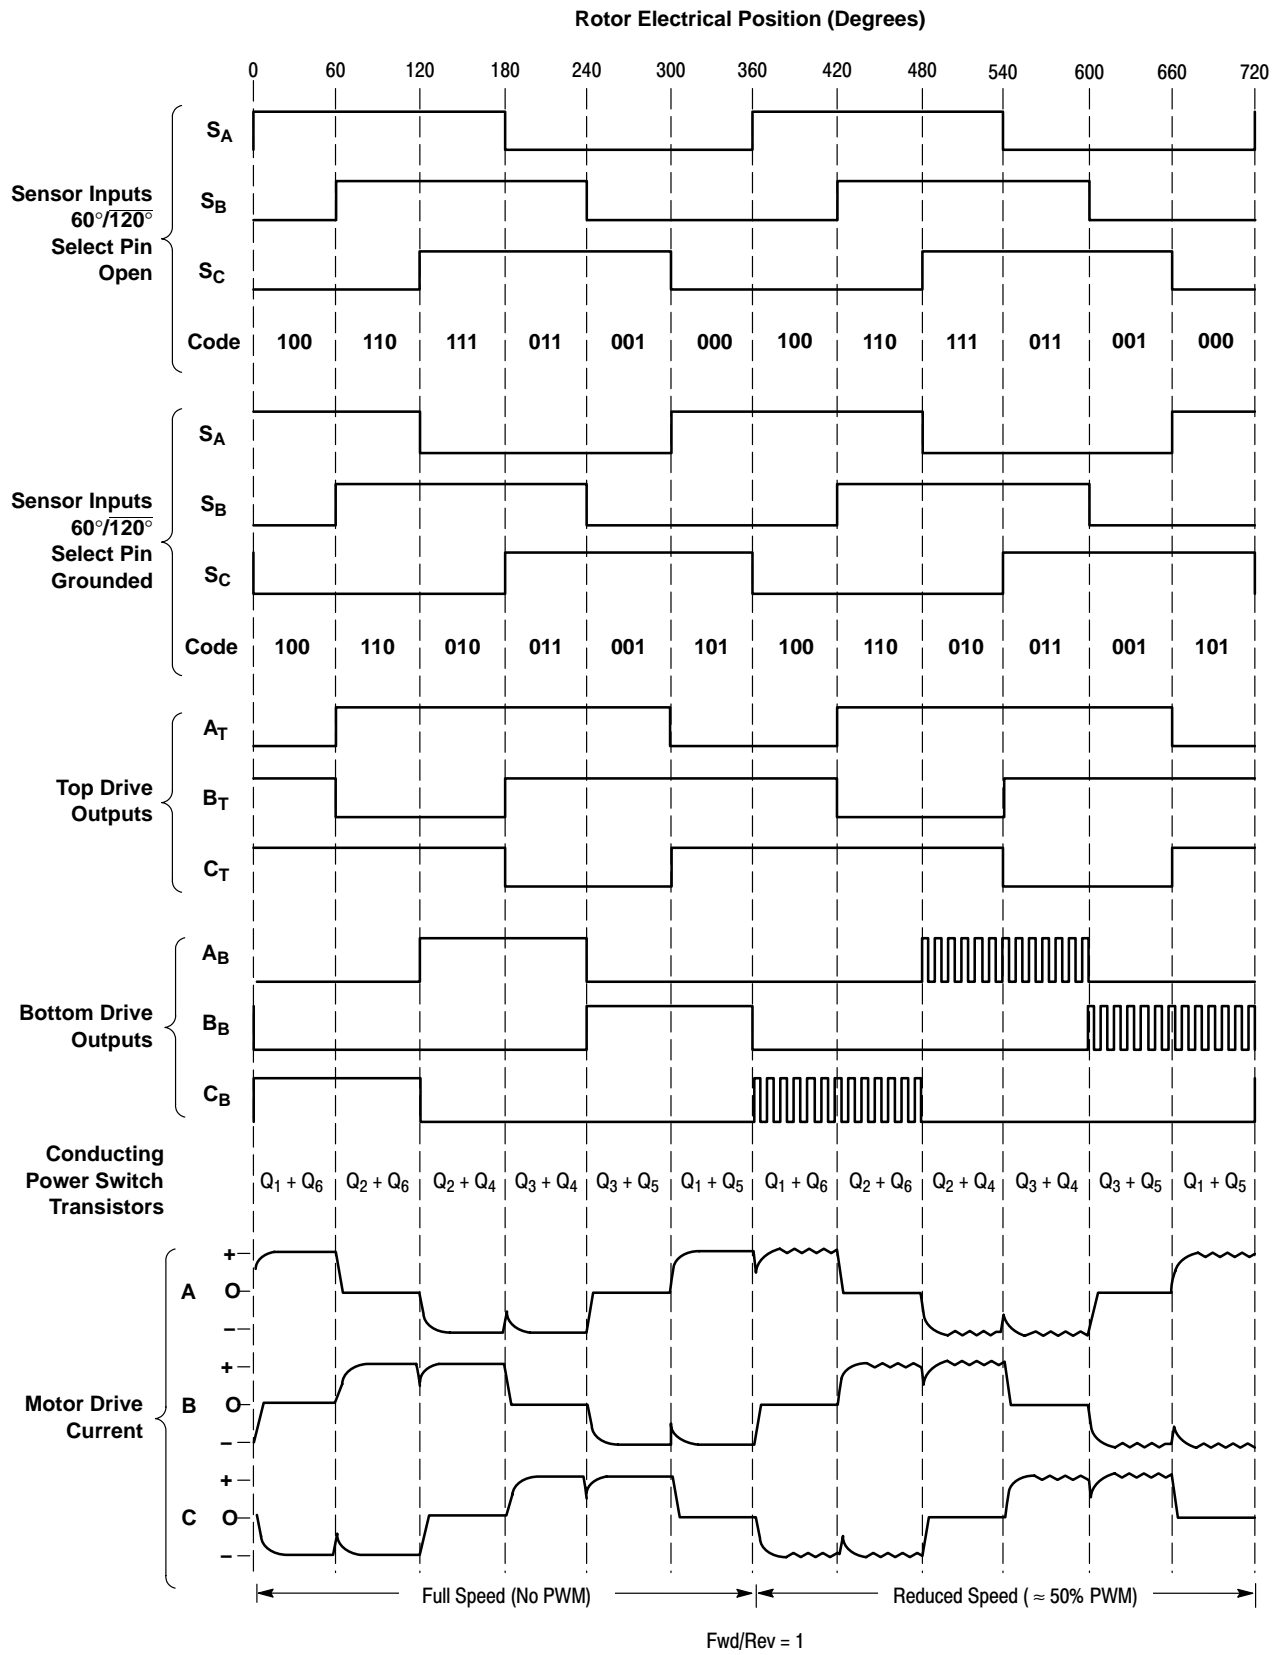 Rotor Electrical Position (Degrees)
0 60 120 180 240 300 360 420 480 540 600 660 720
Sensor Inputs
60°/120°
Select Pin
Open
SA
SB
SC
Code 100 110 111 011 001 000 100 110 111 011 001 000
Sensor Inputs
60°/120°
Select Pin
Grounded
SA
SB
SC
Code 100 110 010 011 001 101 100 110 010 011 001 101
Top Drive
Outputs
AT
BT
CT
Bottom Drive
Outputs
AB
BB
CB
Conducting
Power Switch
Transistors
Q1 + Q6 Q2 + Q6 Q2 + Q4 Q3 + Q4 Q3 + Q5 Q1 + Q5 Q1 + Q6 Q2 + Q6 Q2 + Q4 Q3 + Q4 Q3 + Q5 Q1 + Q5
Motor Drive
Current
+
A O
−
+
B O
−
+
C O
−
Full Speed (No PWM) Reduced Speed ( ≈ 50% PWM)
Fwd/Rev = 1